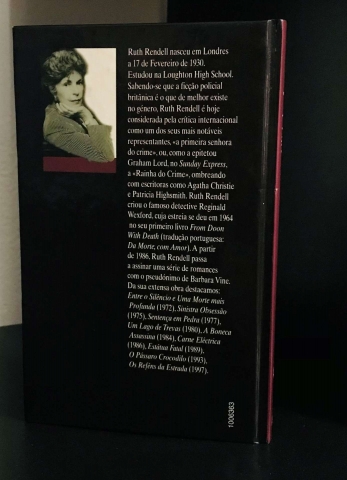 Ruth Rendell nasceu em Londres
a 17 de Fevereiro de 1930.
Estudou na Loughton High School.
Sabendo-se que a ficção policial
britânica é o que de melhor existe
no género, Ruth Rendell é hoje
considerada pela crítica internacional
como um dos seus mais notáveis
representantes, «a primeira senhora
do crime», ou, como a epitetou
Graham Lord, no Sunday Express,
a «Rainha do Crime», ombreando
com escritoras como Agatha Christie
e Patricia Highsmith. Ruth Rendell
criou o famoso detective Reginald
Wexford, cuja estreia se deu em 1964
no seu primeiro livro From Doon
With Death (tradução portuguesa:
Da Morte, com Amor). A partir
de 1986, Ruth Rendell passa
a assinar uma série de romances
com o pseudónimo de Barbara Vine.
Da sua extensa obra destacamos:
Entre o Silêncio e Uma Morte mais
Profunda (1972), Sinistra Obsessão
(1975), Sentença em Pedra (1977),
Um Lago de Trevas (1980), A Boneca
Assassina (1984), Carne Eléctrica
(1986), Estátua Faul (1989),
O Pássaro Crocodilo (1993),
Os Reféns da Estrada (1997).
1006363